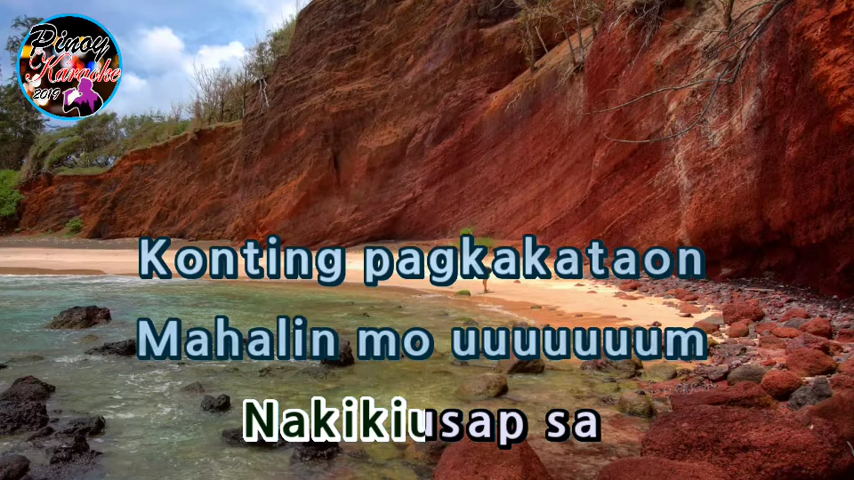 Pinoy
Karaoke
2019
Konting pagkakataon
Mahalin mo uuuuuuum
Nakikiusap sa